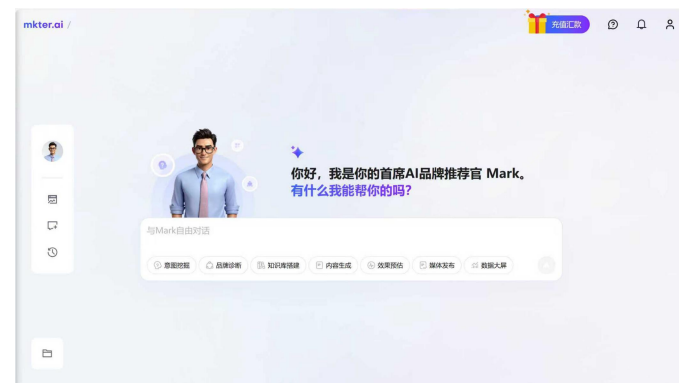 mkter.ai /
充值汇款
你好，我是你的首席AI品牌推荐官 Mark。
有什么我能帮你的吗？
与Mark自由对话
意图挖掘 品牌诊断 知识库搭建 内容生成 效果预估 媒体发布 数据大屏